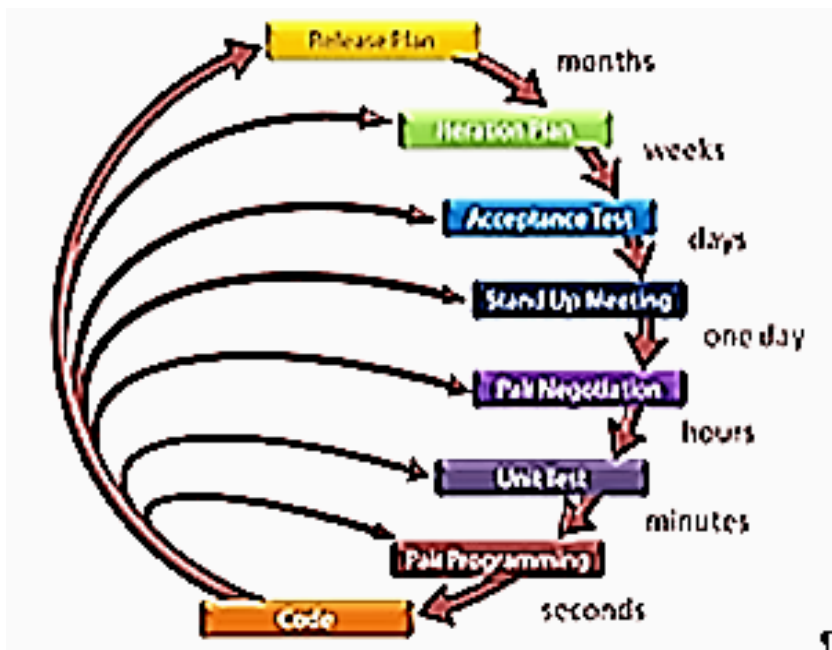 Release Plan
months
Iteration Plan
weeks
Acceptance Test
days
Stand Up Meeting
one day
Pair Negotiation
hours
Unit Test
minutes
Pair Programming
seconds
Code
¶